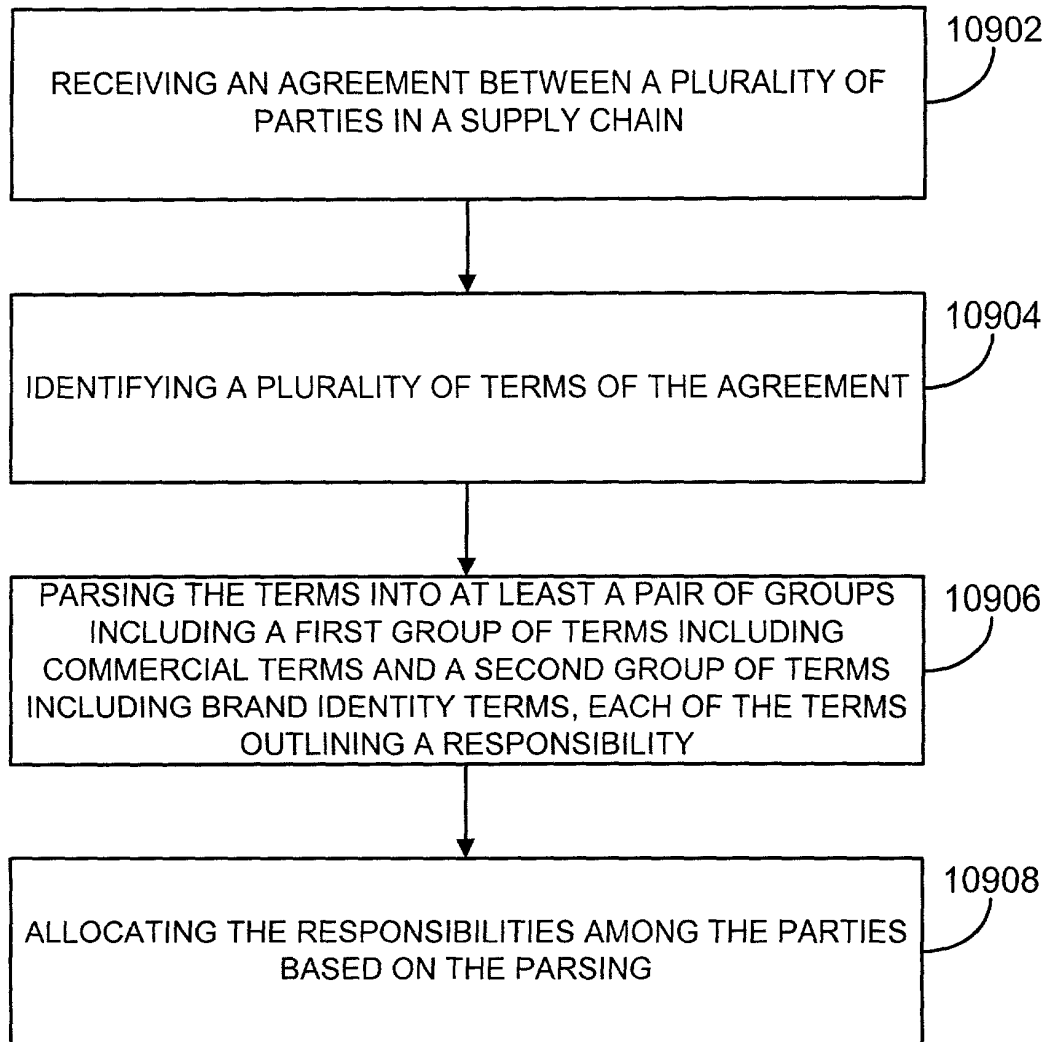 10902
RECEIVING AN AGREEMENT BETWEEN A PLURALITY OF
PARTIES IN A SUPPLY CHAIN
10904
IDENTIFYING A PLURALITY OF TERMS OF THE AGREEMENT
10906
PARSING THE TERMS INTO AT LEAST A PAIR OF GROUPS
INCLUDING A FIRST GROUP OF TERMS INCLUDING
COMMERCIAL TERMS AND A SECOND GROUP OF TERMS
INCLUDING BRAND IDENTITY TERMS, EACH OF THE TERMS
OUTLINING A RESPONSIBILITY
10908
ALLOCATING THE RESPONSIBILITIES AMONG THE PARTIES
BASED ON THE PARSING